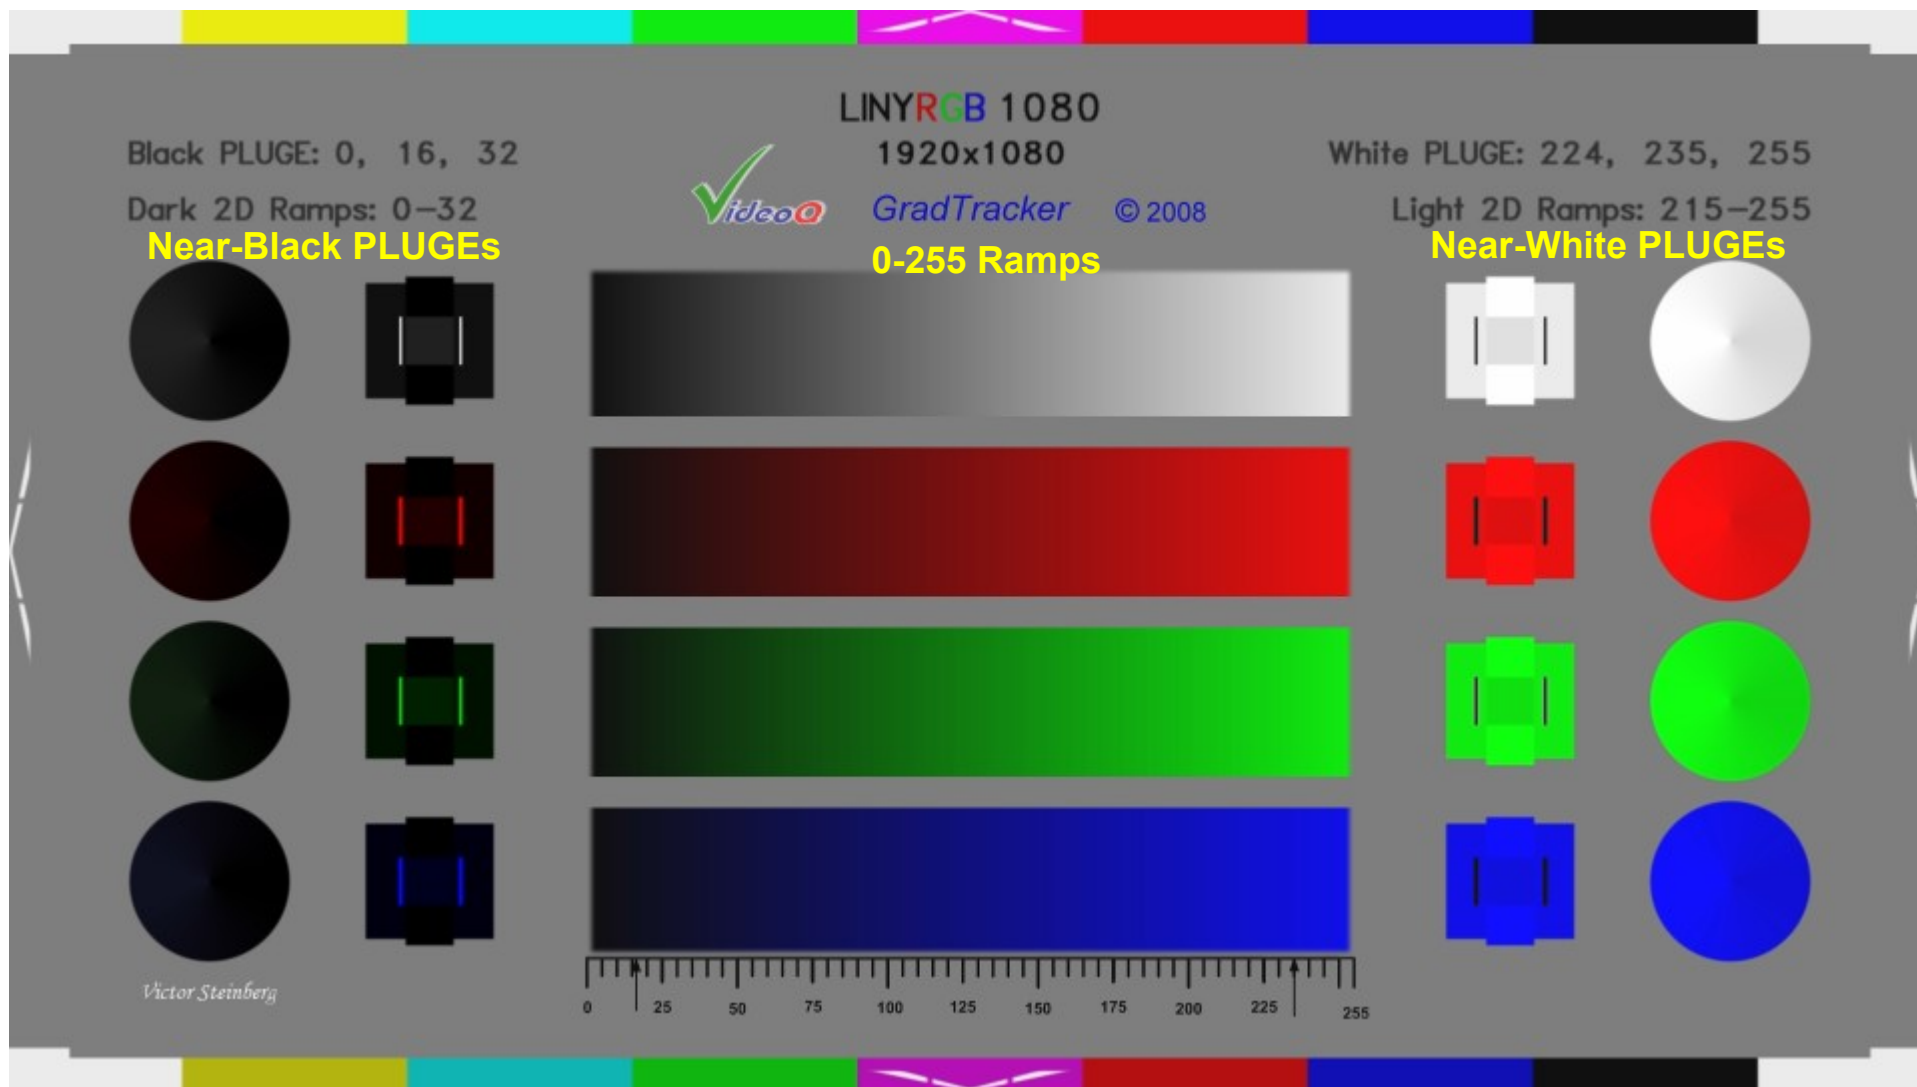 LINYRGB 1080
Black PLUGE: 0, 16, 32
1920x1080
White PLUGE: 224, 235, 255
Dark 2D Ramps: 0-32
VideoQ
GradTracker © 2008
Light 2D Ramps: 215-255
Near-Black PLUGEs
0-255 Ramps
Near-White PLUGEs
Victor Steinberg
0 25 50 75 100 125 150 175 200 225 255